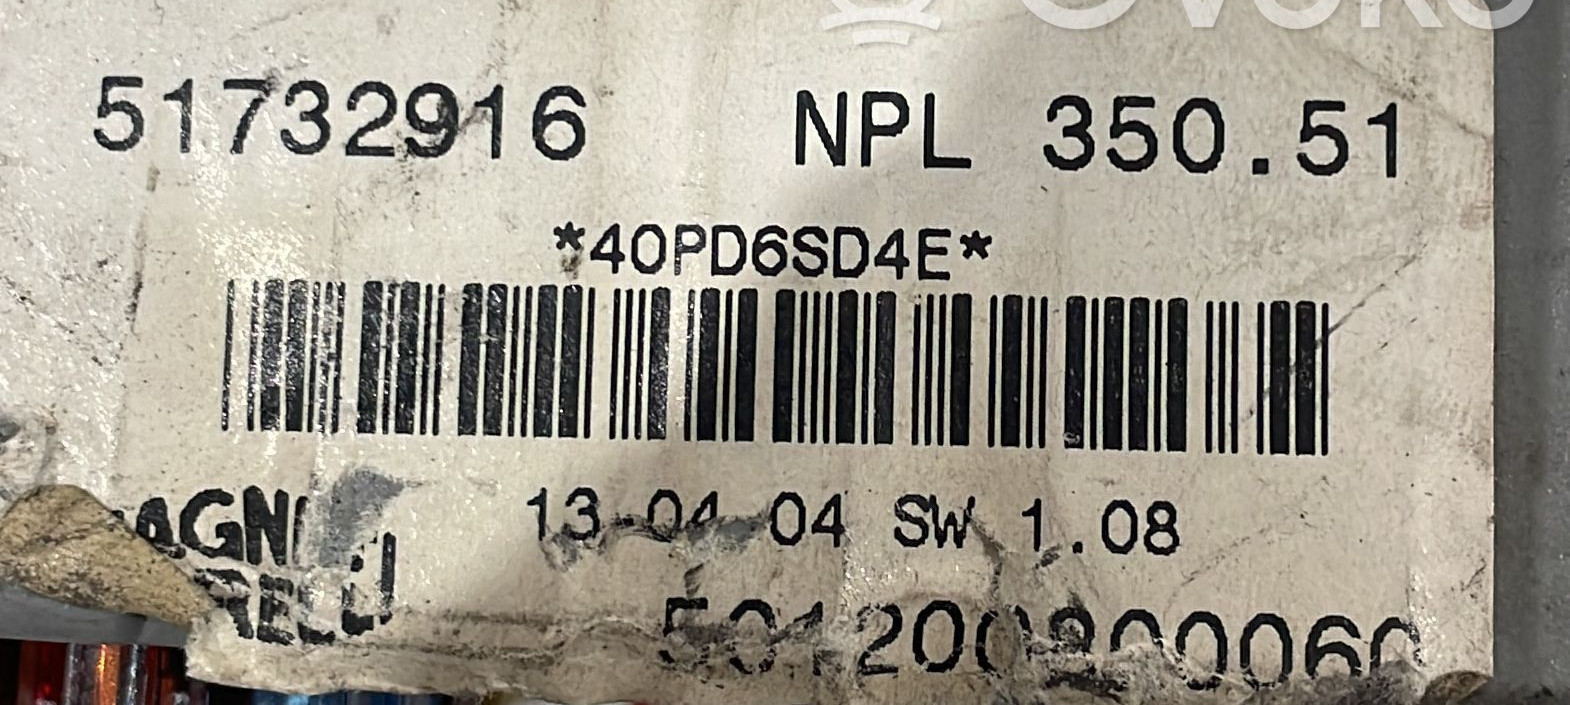 51732916 NPL 350.51
*40PD6SD4E*
13-04 04 SW 1.08